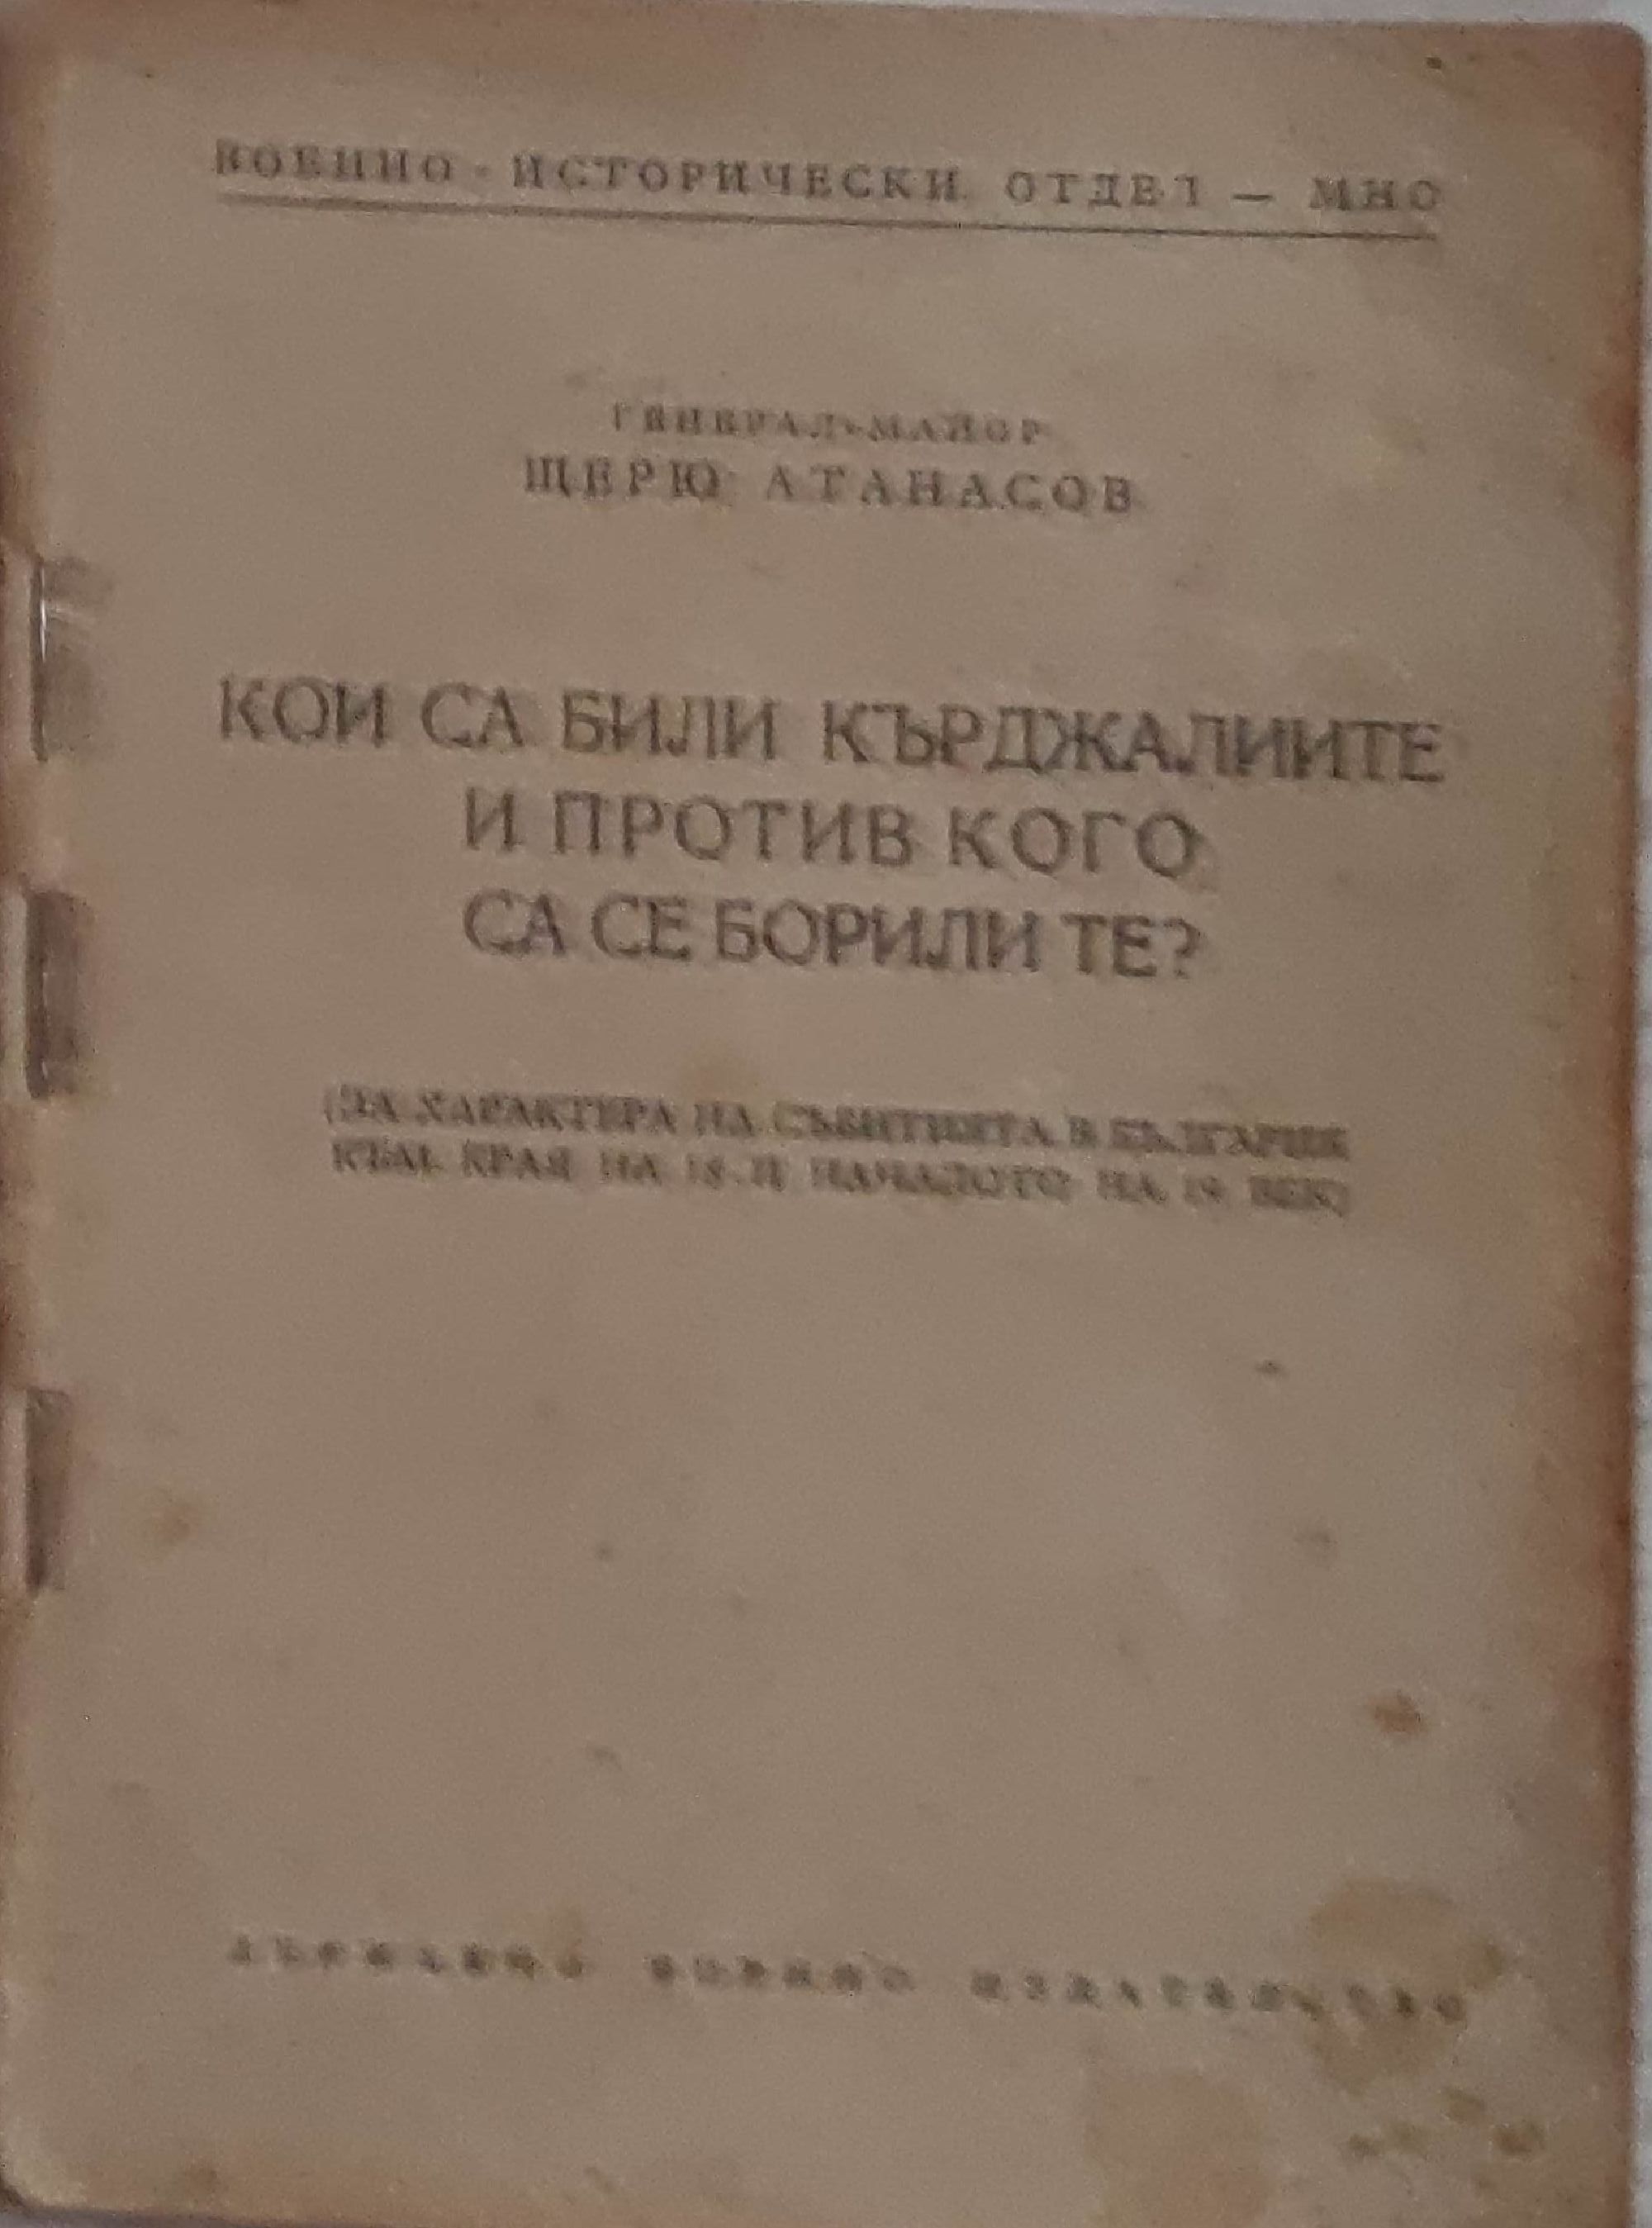 ВОЕННО-ИСТОРИЧЕСКИ ОТДЕЛ — МНО
ГЕНЕРАЛ-МАЙОР
ЩЕРЮ АТАНАСОВ
КОИ СА БИЛИ КЪРДЖАЛИИТЕ
И ПРОТИВ КОГО
СА СЕ БОРИЛИ ТЕ?
(ЗА ХАРАКТЕРА НА СЪБИТИЯТА В БЪЛГАРИЯ
КЪМ КРАЯ НА 18 И НАЧАЛОТО НА 19 ВЕК)
ДЪРЖАВНО ВОЕННО ИЗДАТЕЛСТВО